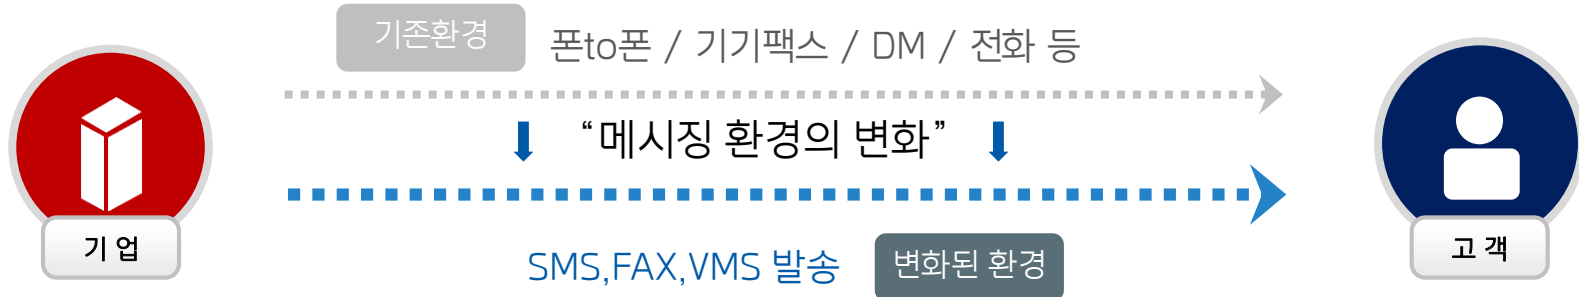 기존환경
폰to폰 / 기기팩스 / DM / 전화 등
“메시징 환경의 변화”
기 업
고 객
SMS,FAX,VMS 발송
변화된 환경